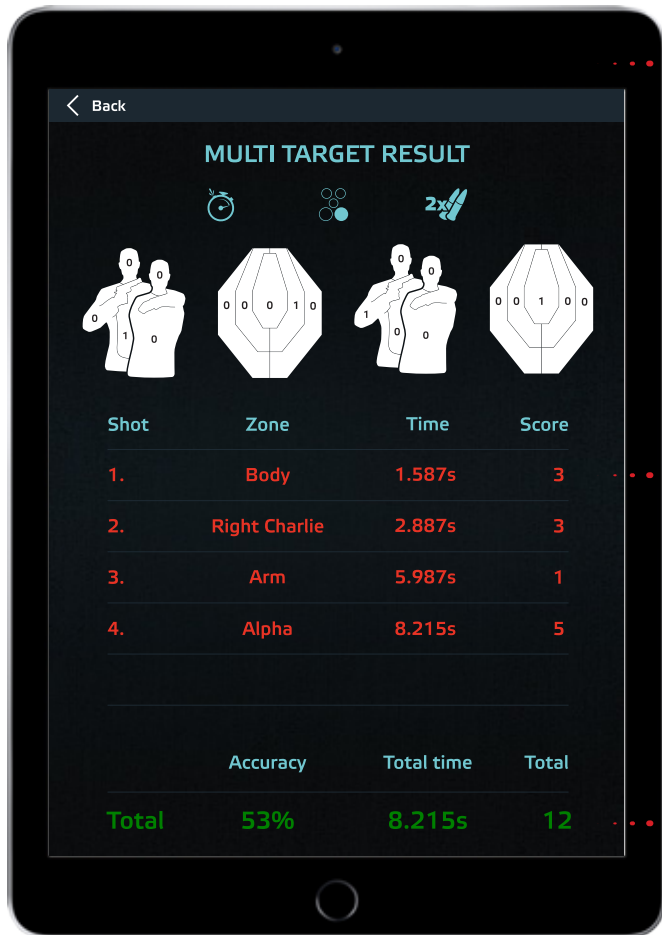 Back
MULTI TARGET RESULT
2x
0
0
0
1
0
0 0 0 1 0
0
0
1
0
0
0 0 1 0 0
Shot Zone Time Score
1. Body 1.587s 3
2. Right Charlie 2.887s 3
3. Arm 5.987s 1
4. Alpha 8.215s 5
Accuracy Total time Total
Total 53% 8.215s 12